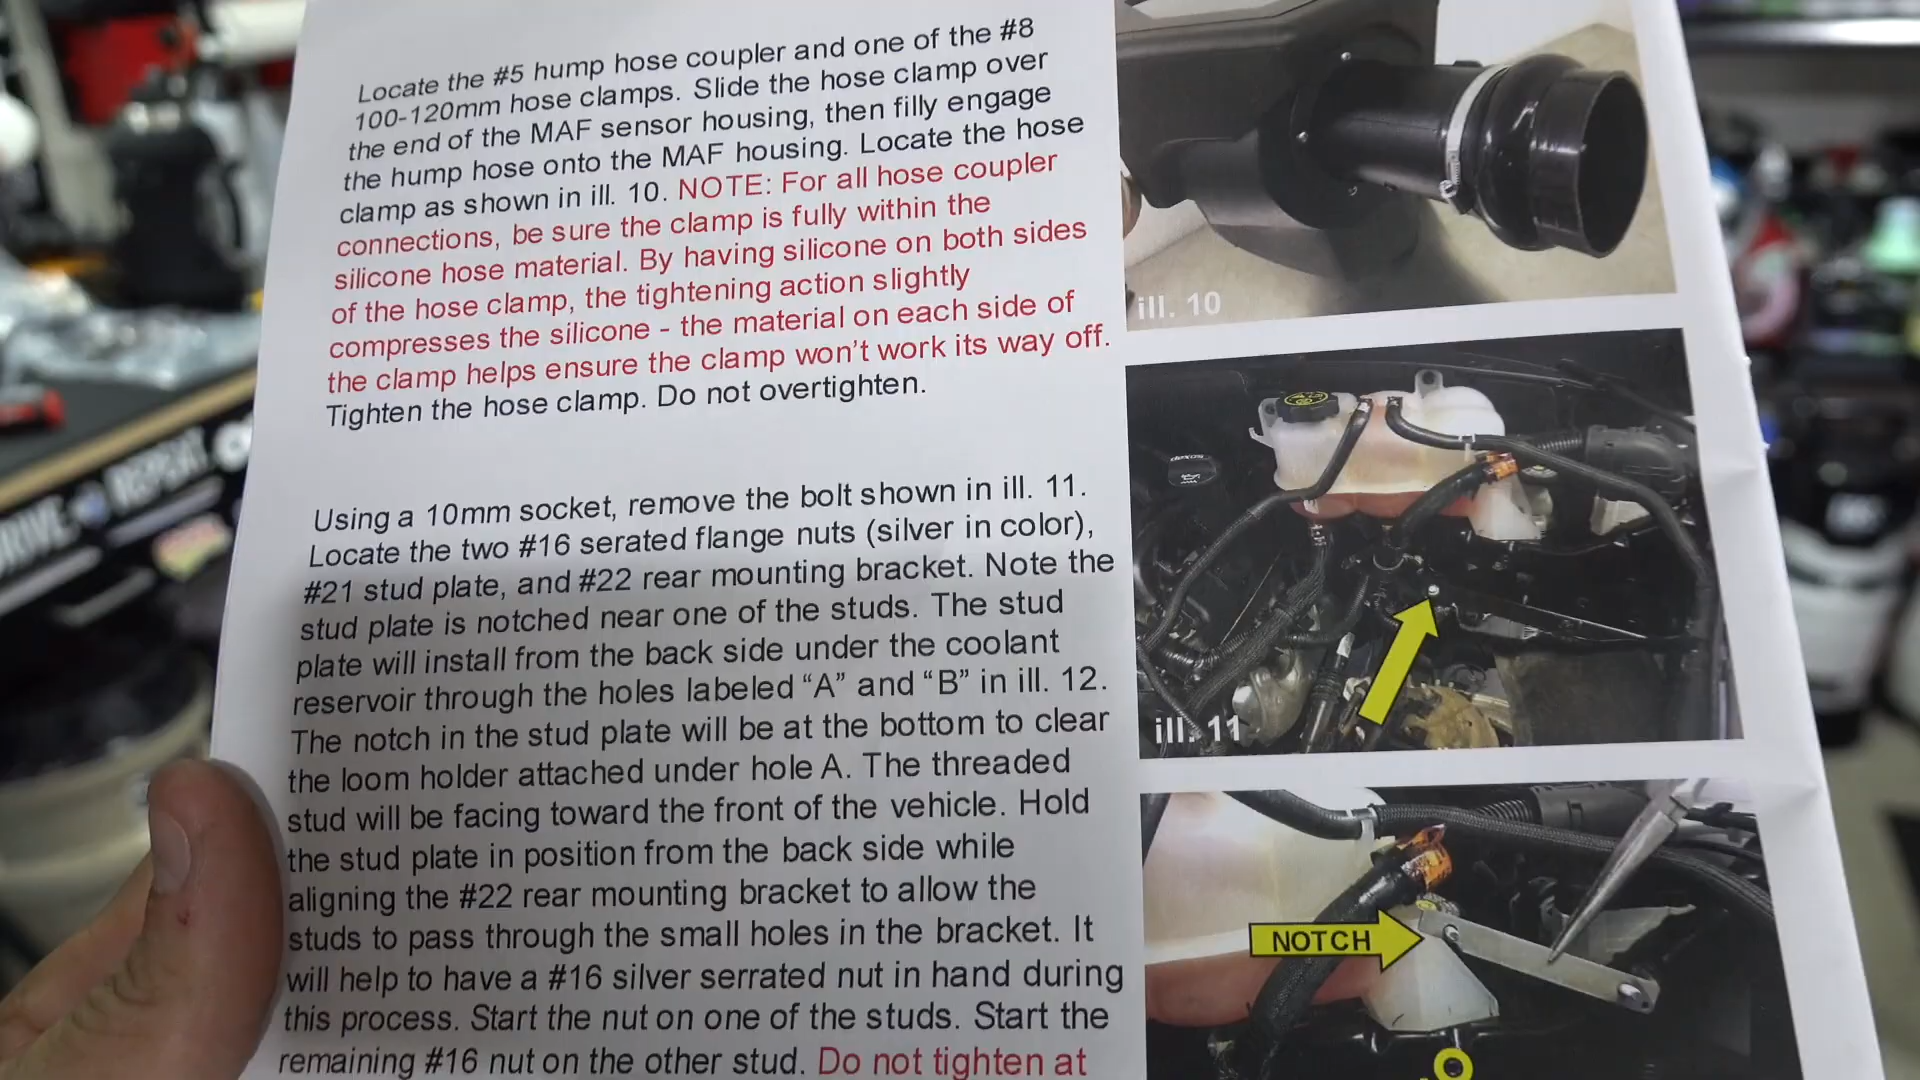 Locate the #5 hump hose coupler and one of the #8
100-120mm hose clamps. Slide the hose clamp over
the end of the MAF sensor housing, then filly engage
the hump hose onto the MAF housing. Locate the hose
clamp as shown in ill. 10. NOTE: For all hose coupler
connections, be sure the clamp is fully within the
silicone hose material. By having silicone on both sides
of the hose clamp, the tightening action slightly
compresses the silicone - the material on each side of
the clamp helps ensure the clamp won't work its way off.
Tighten the hose clamp. Do not overtighten.
Using a 10mm socket, remove the bolt shown in ill. 11.
Locate the two #16 serated flange nuts (silver in color),
#21 stud plate, and #22 rear mounting bracket. Note the
stud plate is notched near one of the studs. The stud
plate will install from the back side under the coolant
reservoir through the holes labeled “A” and “B” in ill. 12.
The notch in the stud plate will be at the bottom to clear
the loom holder attached under hole A. The threaded
stud will be facing toward the front of the vehicle. Hold
the stud plate in position from the back side while
aligning the #22 rear mounting bracket to allow the
studs to pass through the small holes in the bracket. It
will help to have a #16 silver serrated nut in hand during
this process. Start the nut on one of the studs. Start the
remaining #16 nut on the other stud. Do not tighten at
ill. 10
dexos
ill. 11
NOTCH
DRIVE
REPEAT